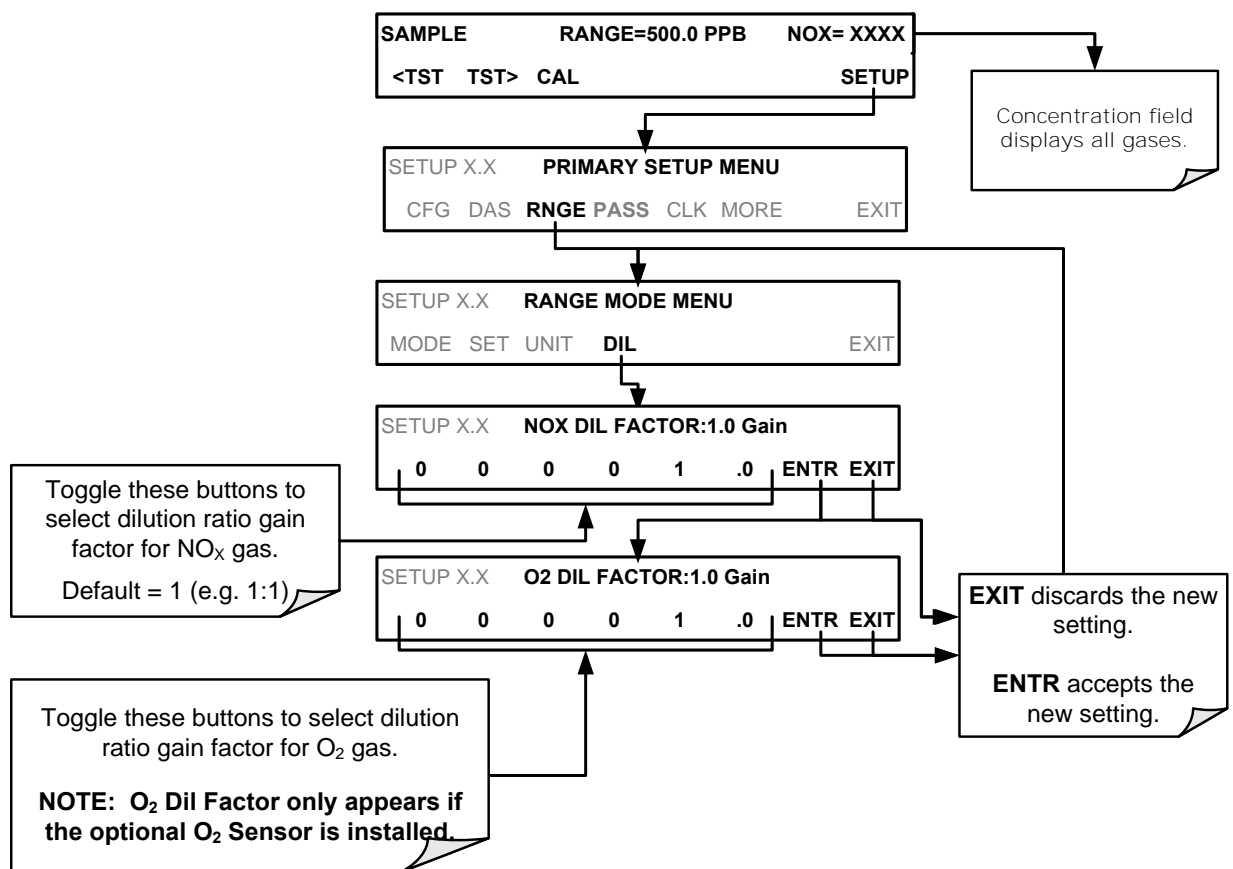 SAMPLE RANGE=500.0 PPB NOX= XXXX
<TST TST> CAL SETUP
Concentration field
displays all gases.
SETUP X.X PRIMARY SETUP MENU
CFG DAS RNGE PASS CLK MORE EXIT
SETUP X.X RANGE MODE MENU
MODE SET UNIT DIL EXIT
SETUP X.X NOX DIL FACTOR:1.0 Gain
0 0 0 0 1 .0 ENTR EXIT
Toggle these buttons to
select dilution ratio gain
factor for NOX gas.
Default = 1 (e.g. 1:1)
SETUP X.X O2 DIL FACTOR:1.0 Gain
0 0 0 0 1 .0 ENTR EXIT
EXIT discards the new
setting.
ENTR accepts the
new setting.
Toggle these buttons to select dilution
ratio gain factor for O2 gas.
NOTE: O2 Dil Factor only appears if
the optional O2 Sensor is installed.